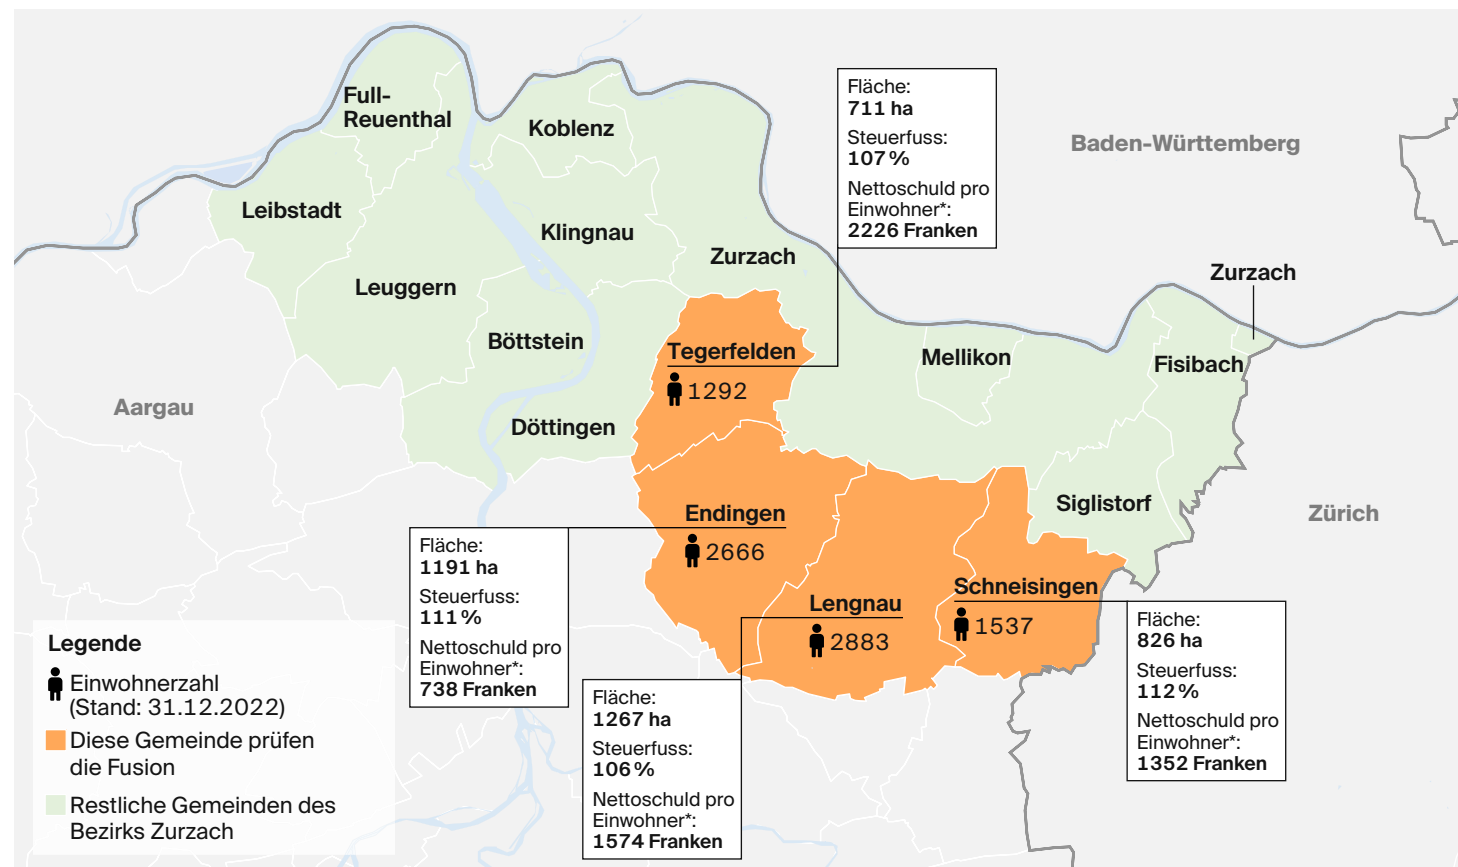 Full-
Reuenthal
Koblenz
Leibstadt
Klingnau
Zurzach
Leuggern
Böttstein
Döttingen
Tegerfelden
1292
Mellikon
Zurzach
Fisibach
Siglistorf
Endingen
2666
Lengnau
2883
Schneisingen
1537
Baden-Württemberg
Aargau
Zürich
Fläche:
711 ha
Steuerfuss:
107 %
Nettoschuld pro
Einwohner*:
2226 Franken
Fläche:
1191 ha
Steuerfuss:
111 %
Nettoschuld pro
Einwohner*:
738 Franken
Fläche:
1267 ha
Steuerfuss:
106 %
Nettoschuld pro
Einwohner*:
1574 Franken
Fläche:
826 ha
Steuerfuss:
112 %
Nettoschuld pro
Einwohner*:
1352 Franken
Legende
Einwohnerzahl
(Stand: 31.12.2022)
Diese Gemeinde prüfen
die Fusion
Restliche Gemeinden des
Bezirks Zurzach